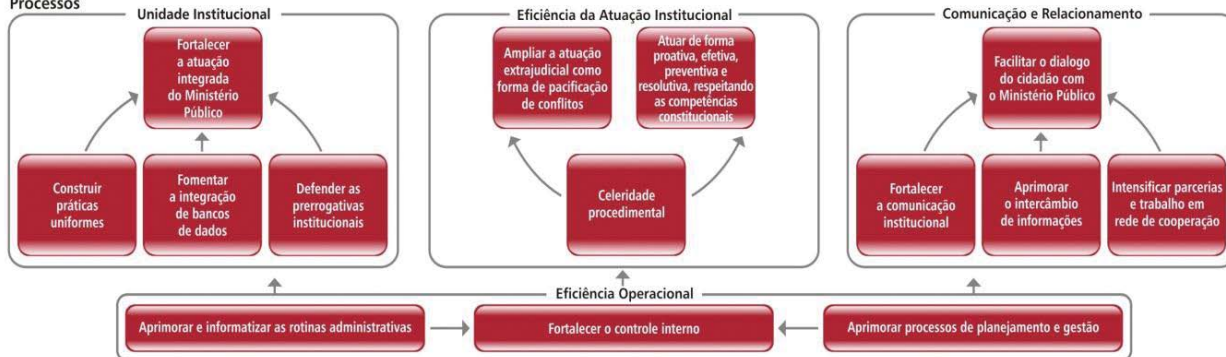 Processos
Unidade Institucional
Fortalecer
a atuação
integrada
do Ministério
Público
Construir
práticas
uniformes
Fomentar
a integração
de bancos
de dados
Defender as
prerrogativas
institucionais
Eficiência da Atuação Institucional
Ampliar a atuação
extrajudicial como
forma de pacificação
de conflitos
Atuar de forma
proativa, efetiva,
preventiva e
resolutiva, respeitando
as competências
constitucionais
Celeridade
procedimental
Comunicação e Relacionamento
Facilitar o dialogo
do cidadão com
o Ministério Público
Fortalecer
a comunicação
institucional
Aprimorar
o intercâmbio
de informações
Intensificar parcerias
e trabalho em
rede de cooperação
Eficiência Operacional
Aprimorar e informatizar as rotinas administrativas
Fortalecer o controle interno
Aprimorar processos de planejamento e gestão